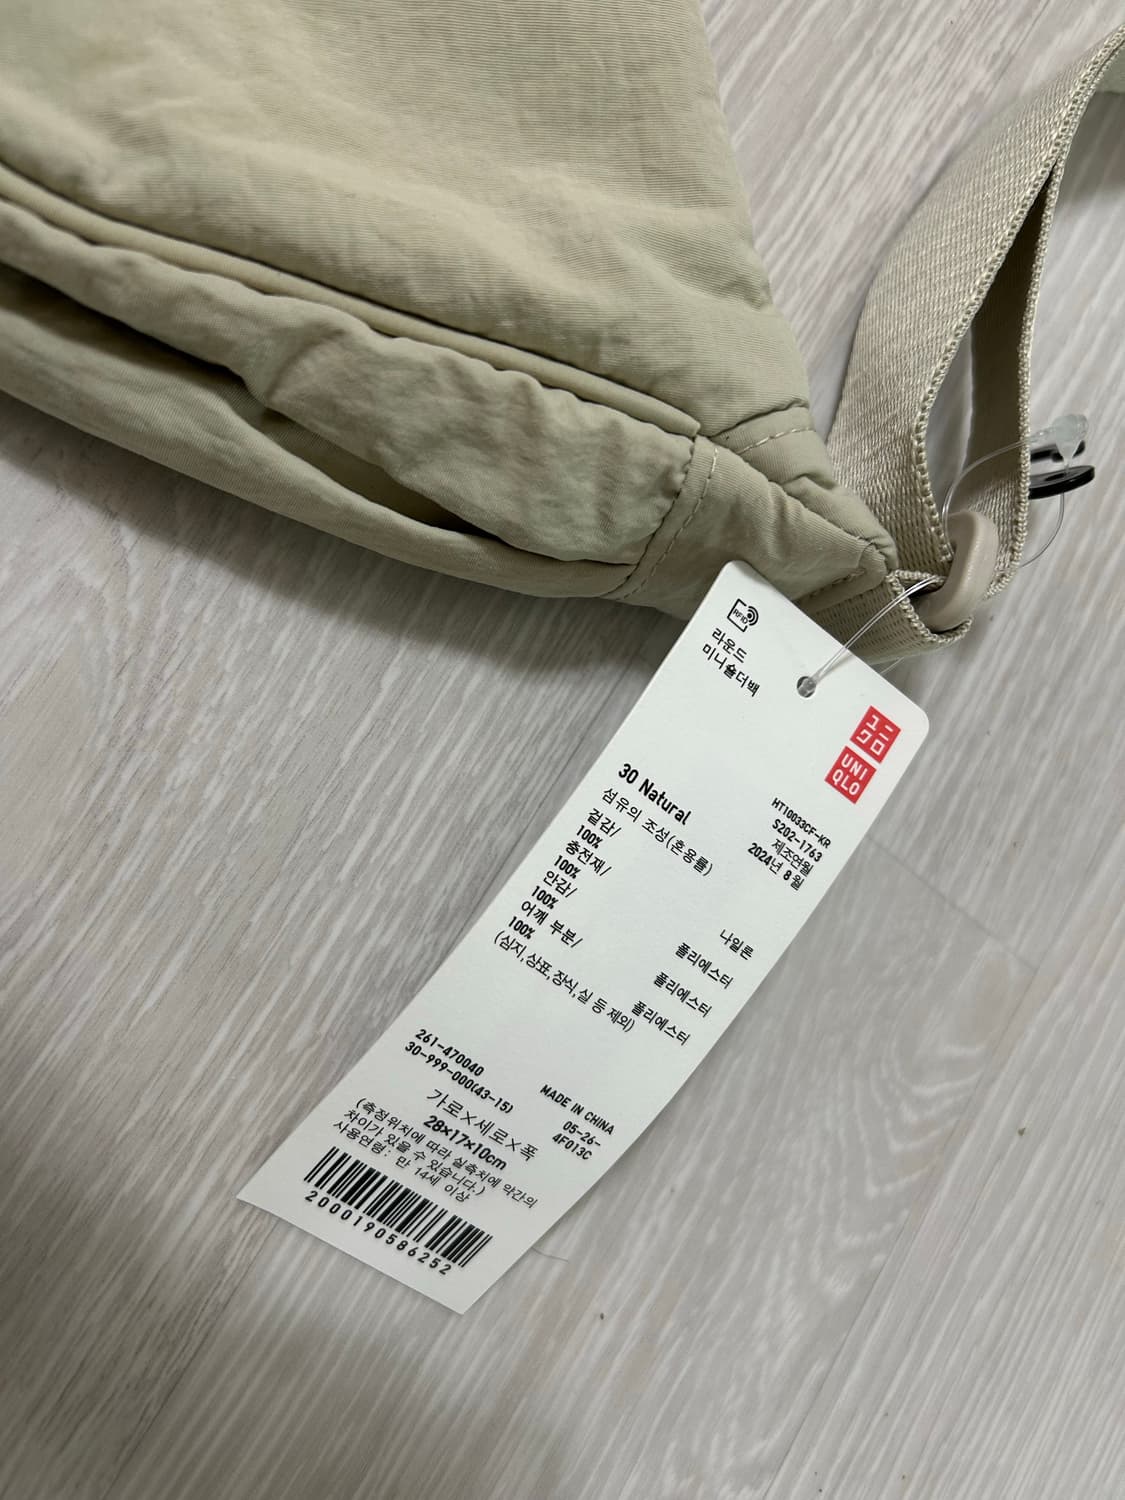 RFID
라운드
미니숄더백
ユニ
クロ
UNI
QLO
30 Natural
HT10033CF-KR
S202-1763
제조연월
2024년 8월
섬유의 조성(혼용률)
겉감/
100% 나일론
충전재/
100% 폴리에스터
안감/
100% 폴리에스터
어깨 부분/
100% 폴리에스터
(심지,상표,장식,실 등 제외)
261-470040
30-999-000(43-15)
MADE IN CHINA
05-26-
4F013C
가로×세로×폭
28×17×10cm
(측정위치에 따라 실측치에 약간의
차이가 있을 수 있습니다.)
사용연령: 만 14세 이상
2000190586252